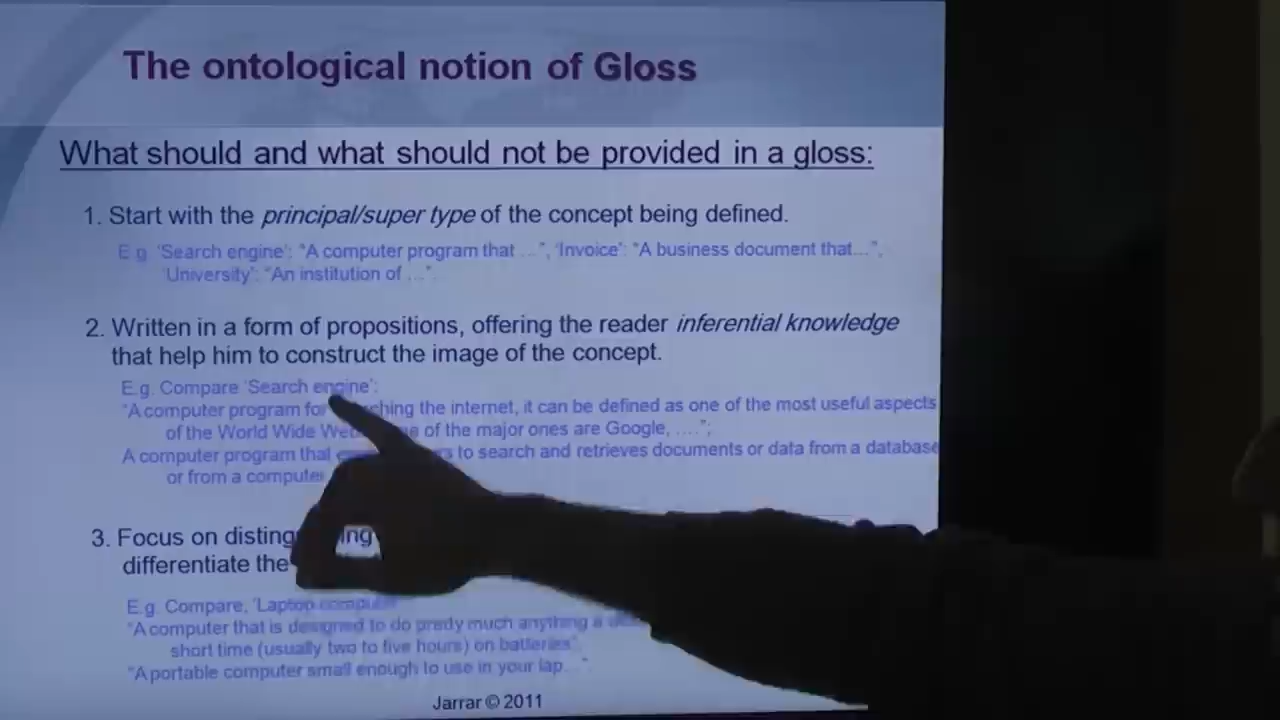 The ontological notion of Gloss
What should and what should not be provided in a gloss:
1. Start with the principal/super type of the concept being defined.
E.g. 'Search engine': "A computer program that ...", 'Invoice': "A business document that...",
'University': "An institution of ...".
2. Written in a form of propositions, offering the reader inferential knowledge
that help him to construct the image of the concept.
E.g. Compare 'Search engine':
"A computer program for searching the internet, it can be defined as one of the most useful aspects
of the World Wide Web of the major ones are Google, ....";
A computer program that to search and retrieves documents or data from a database
or from a computer
3. Focus on
differentiate the
E.g. Compare, 'Laptop computer
"A computer that is designed to do pretty much anything a
short time (usually two to five hours) on batteries".
"A portable computer small enough to use in your lap..."
Jarrar © 2011